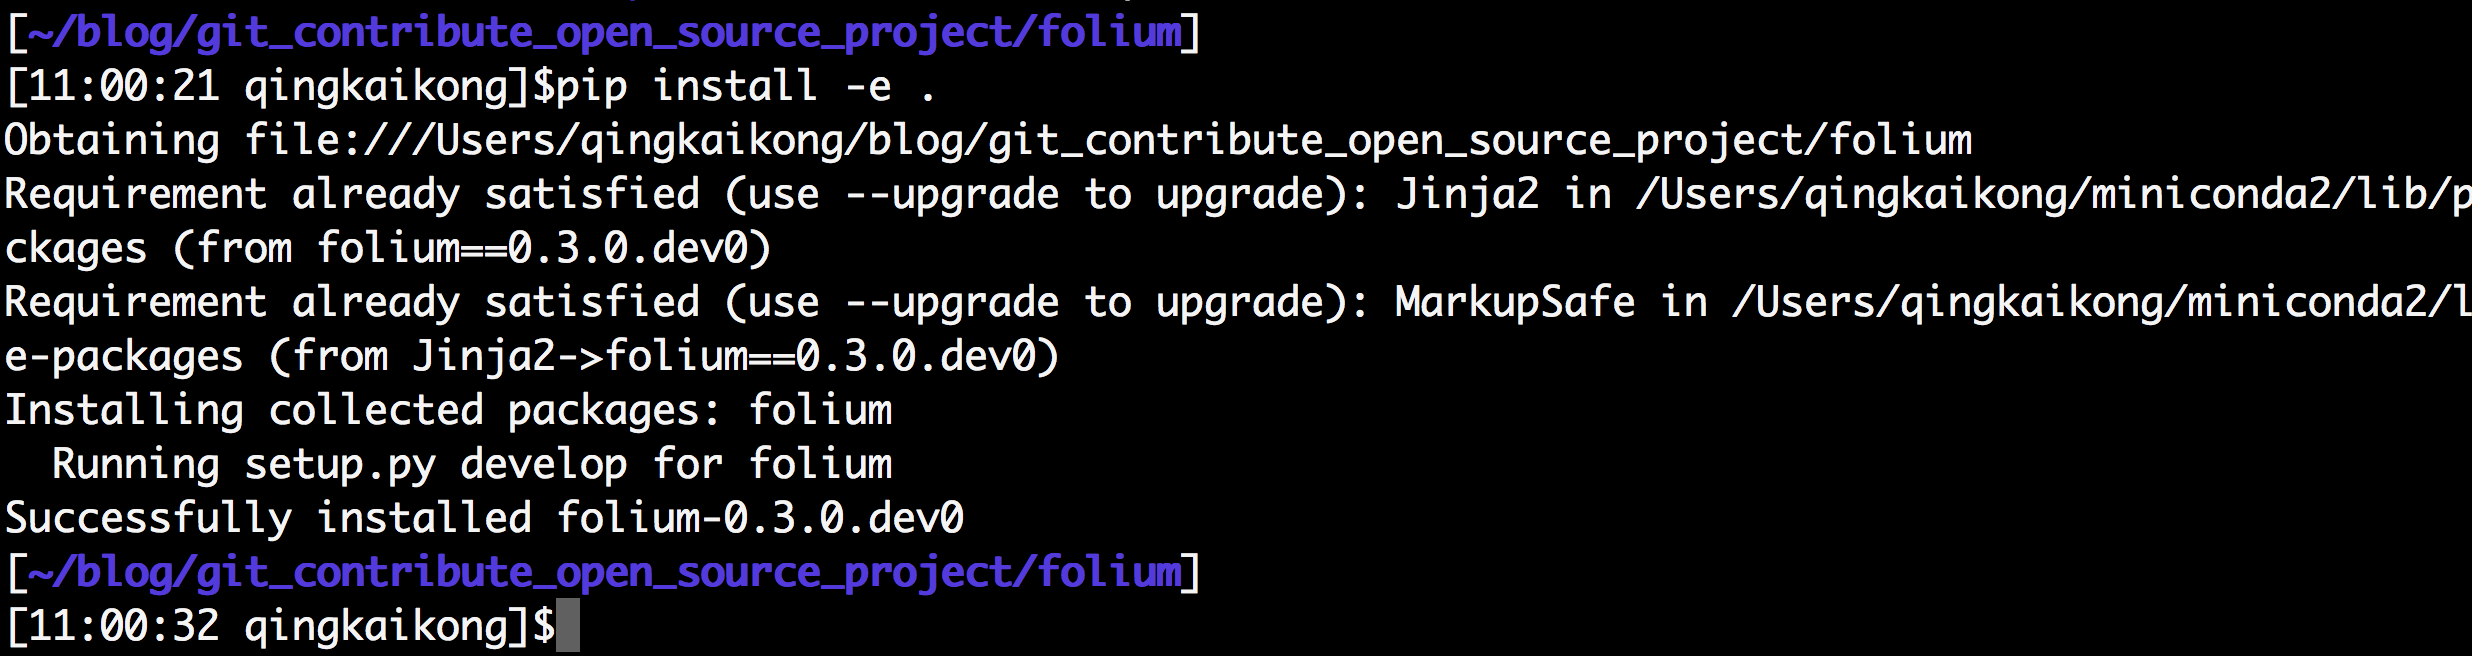 [~/blog/git_contribute_open_source_project/folium]
[11:00:21 qingkaikong]$pip install -e .
Obtaining file:///Users/qingkaikong/blog/git_contribute_open_source_project/folium
Requirement already satisfied (use --upgrade to upgrade): Jinja2 in /Users/qingkaikong/miniconda2/lib/p
ckages (from folium==0.3.0.dev0)
Requirement already satisfied (use --upgrade to upgrade): MarkupSafe in /Users/qingkaikong/miniconda2/l
e-packages (from Jinja2->folium==0.3.0.dev0)
Installing collected packages: folium
  Running setup.py develop for folium
Successfully installed folium-0.3.0.dev0
[~/blog/git_contribute_open_source_project/folium]
[11:00:32 qingkaikong]$